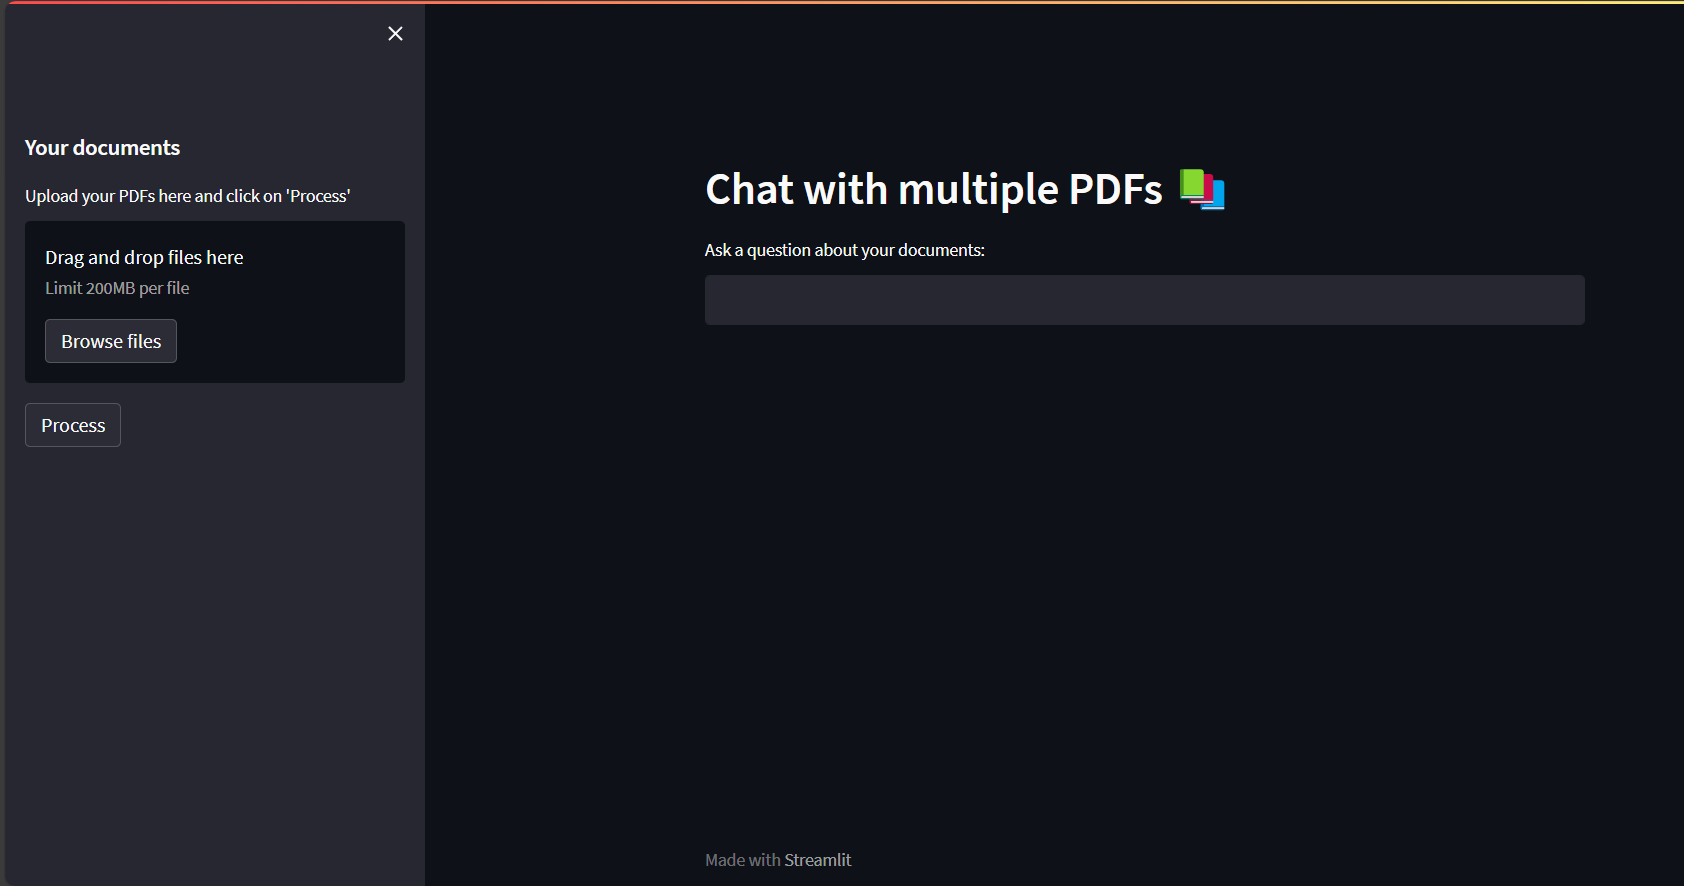 Your documents
Upload your PDFs here and click on 'Process'
Drag and drop files here
Limit 200MB per file
Browse files
Process
Chat with multiple PDFs
Ask a question about your documents:
Made with Streamlit